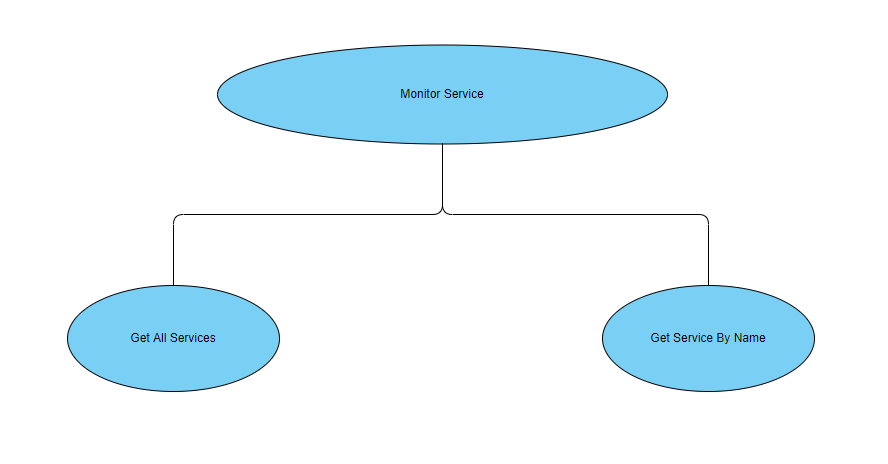 Monitor Service
Get All Services
Get Service By Name